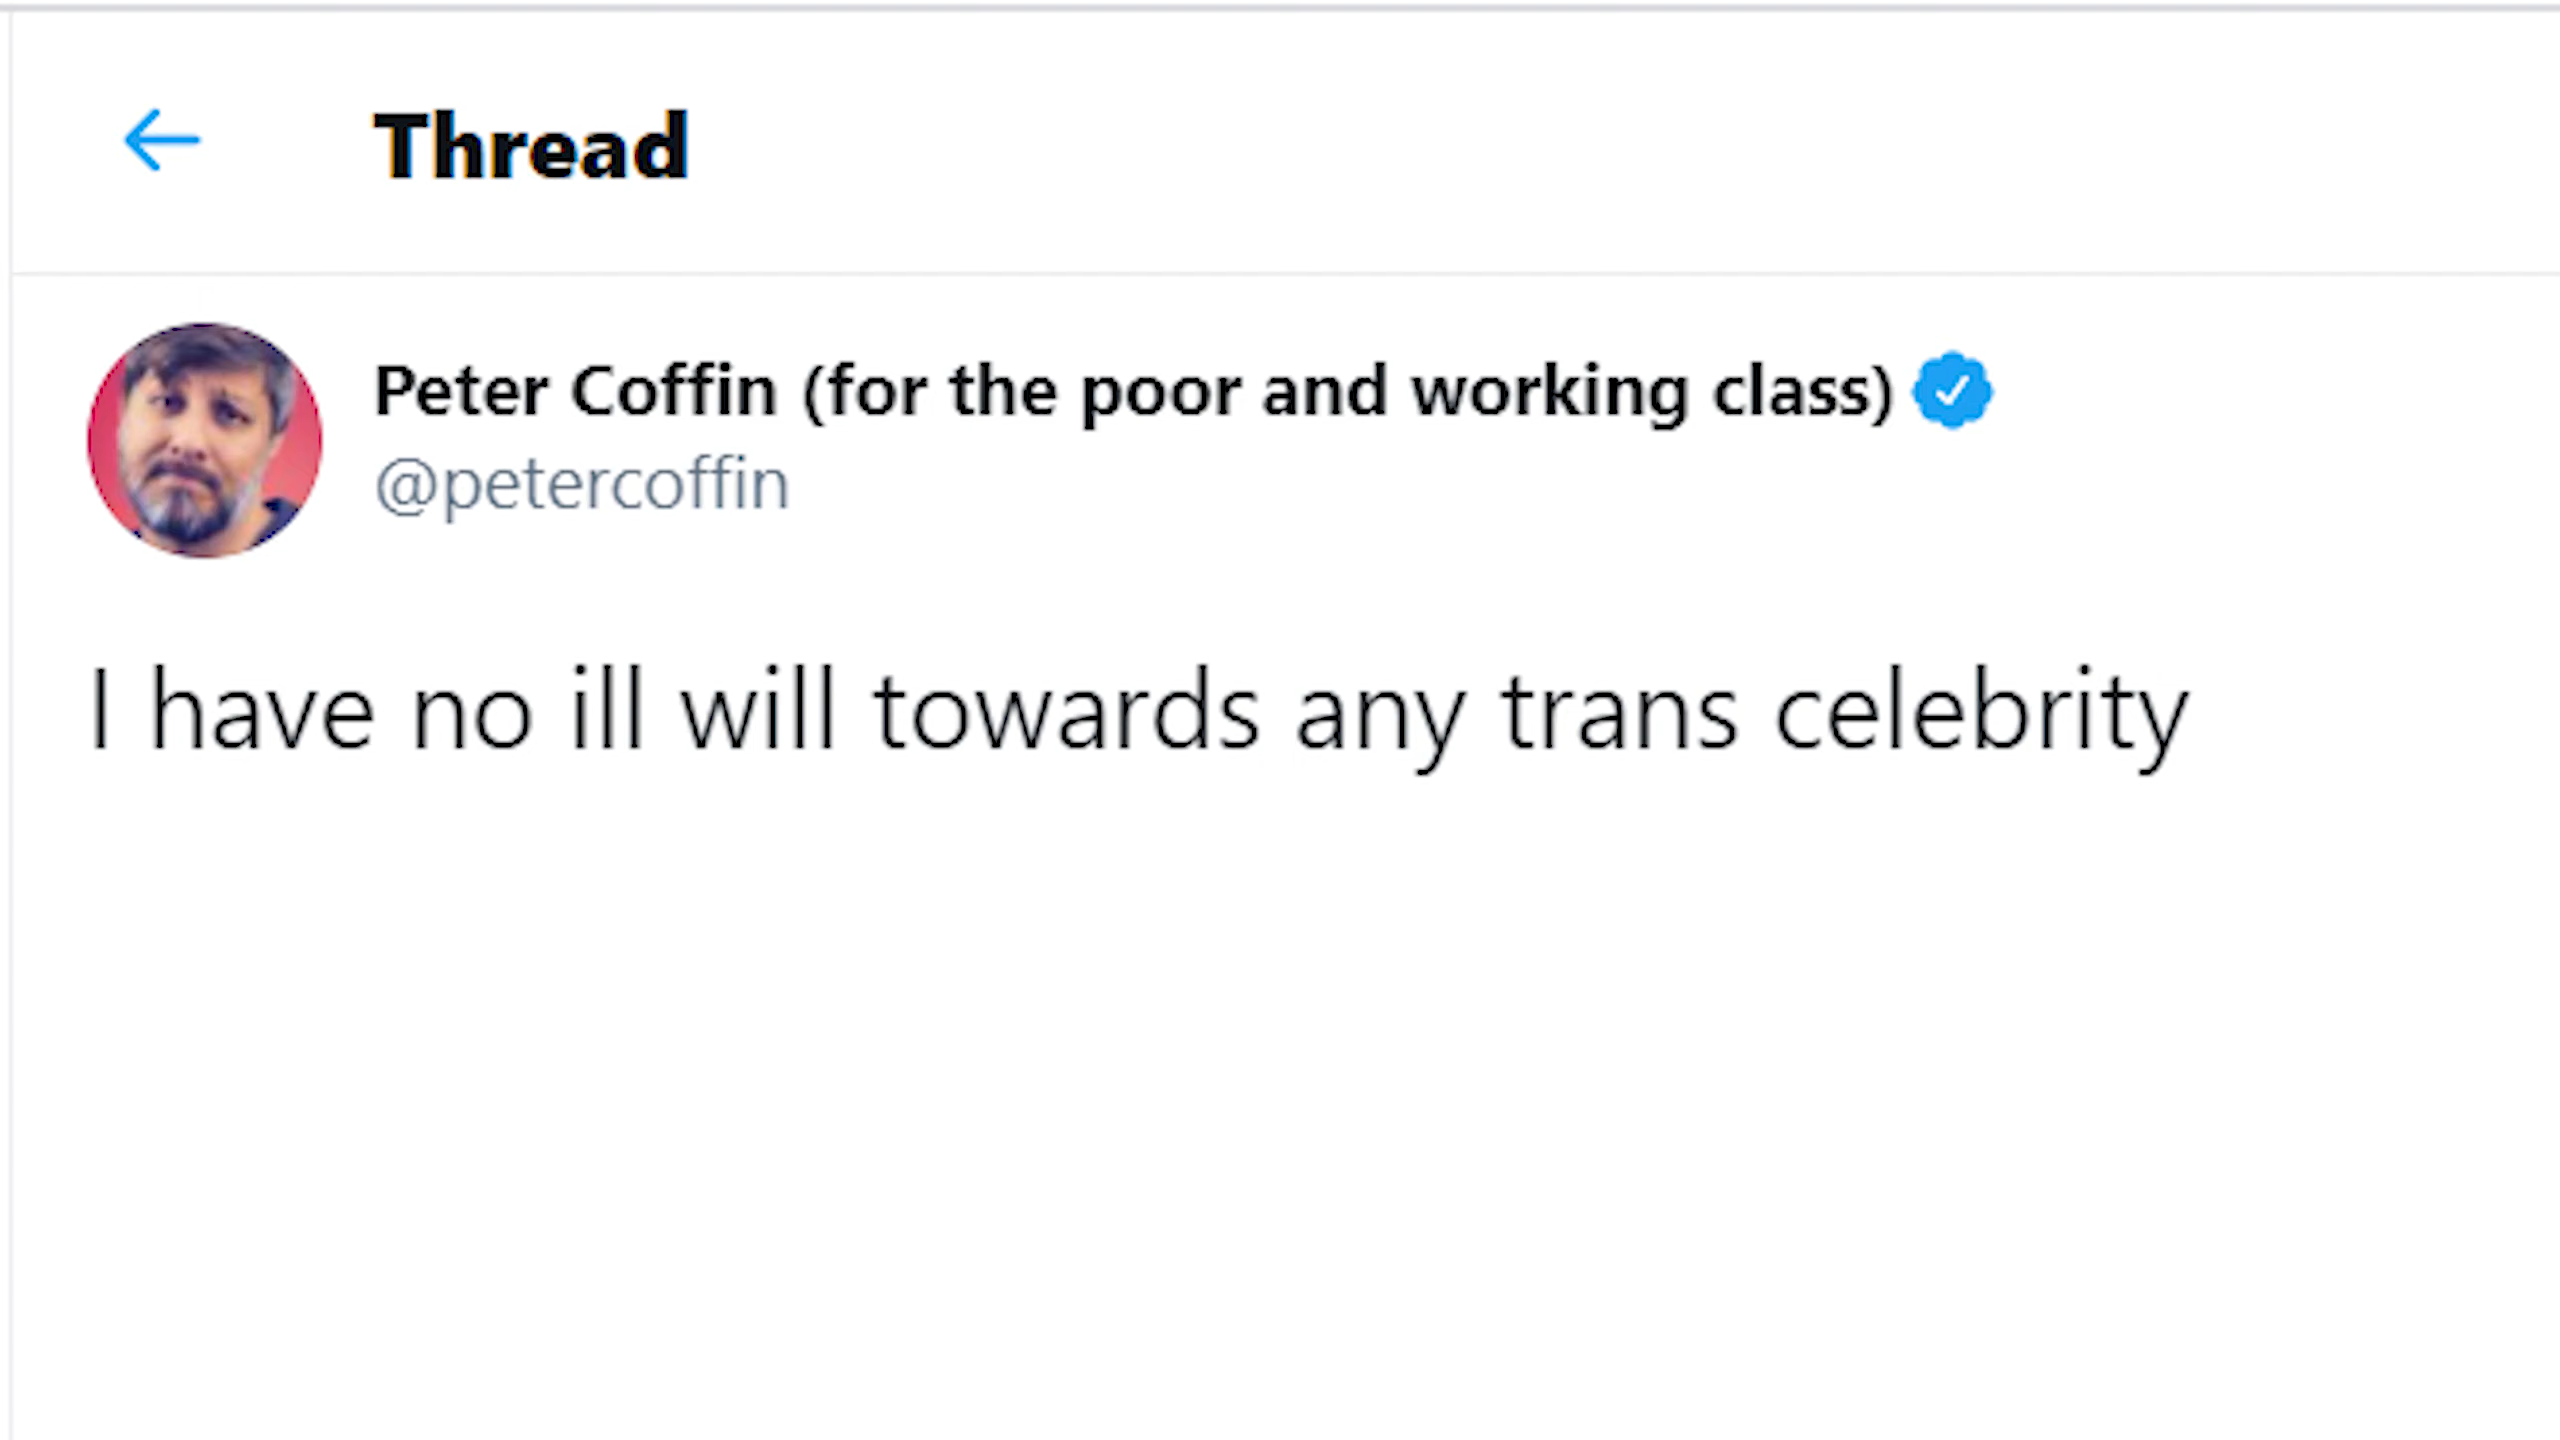 Thread
Peter Coffin (for the poor and working class)
@petercoffin
I have no ill will towards any trans celebrity